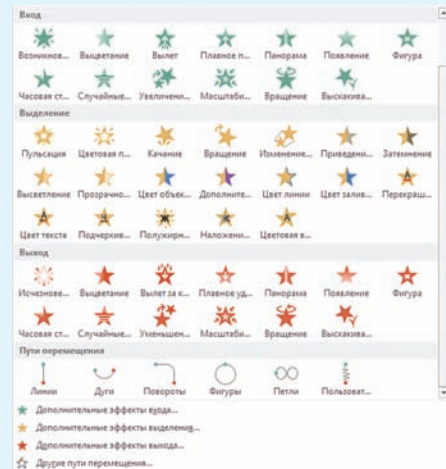 Вход
Возникнов... Выцветание Вылет Плавное п... Панорама Появление Фигура
Часовая ст... Случайные... Увеличени... Масштаби... Вращение Выскакива...
Выделение
Пульсация Цветовая п... Качание Вращение Изменение... Приведени... Затемнение
Высветление Прозрачно... Цвет объек... Дополните... Цвет линии Цвет залив... Перекраш...
Цвет текста Подчеркив... Полужирн... Наложени... Цветовая в...
Выход
Исчезнове... Выцветание Вылет за к... Плавное уд... Панорама Появление Фигура
Часовая ст... Случайные... Уменьшен... Масштаби... Вращение Выскакива...
Пути перемещения
Линии Дуги Повороты Фигуры Петли Пользоват...
Дополнительные эффекты входа...
Дополнительные эффекты выделения...
Дополнительные эффекты выхода...
Другие пути перемещения...